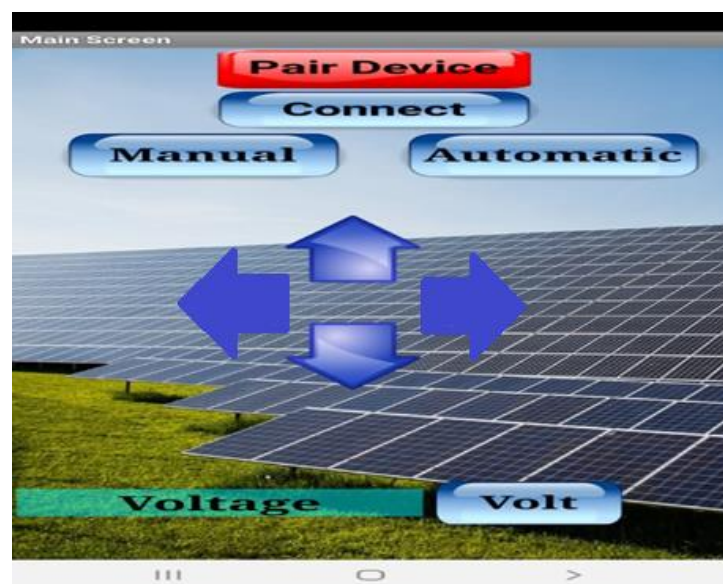 Main Screen
Pair Device
Connect
Manual Automatic
Voltage Volt